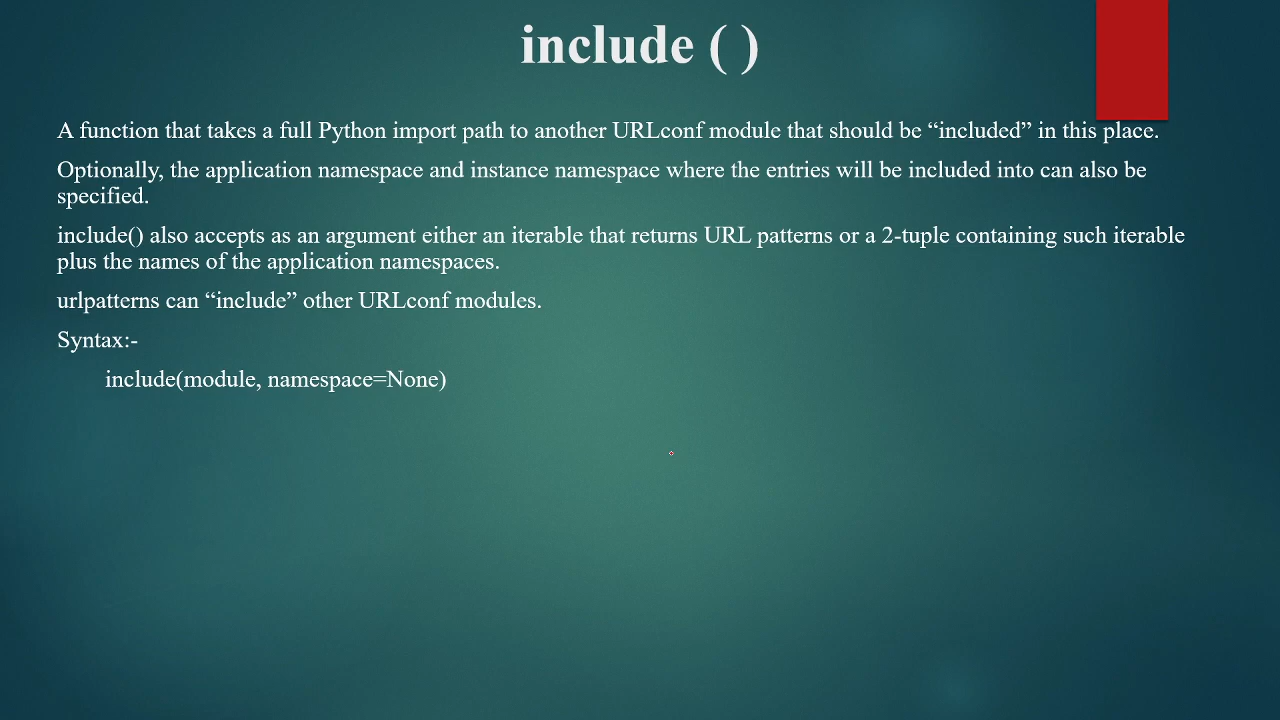 include ( )
A function that takes a full Python import path to another URLconf module that should be “included” in this place.
Optionally, the application namespace and instance namespace where the entries will be included into can also be
specified.
include() also accepts as an argument either an iterable that returns URL patterns or a 2-tuple containing such iterable
plus the names of the application namespaces.
urlpatterns can “include” other URLconf modules.
Syntax:-
include(module, namespace=None)